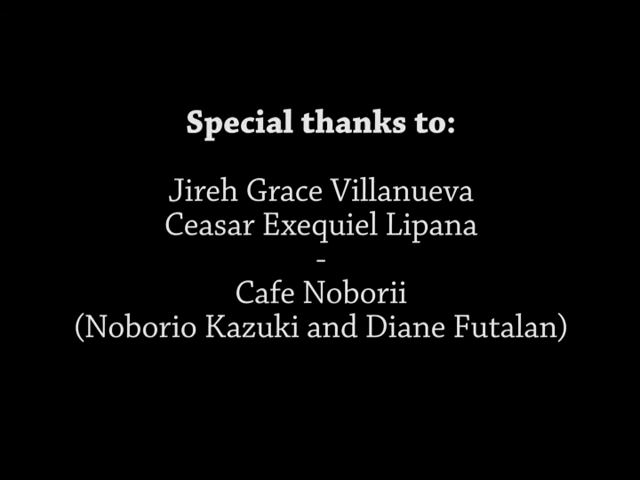 Special thanks to:
Jireh Grace Villanueva
Ceasar Exequiel Lipana
-
Cafe Noborii
(Noborio Kazuki and Diane Futalan)